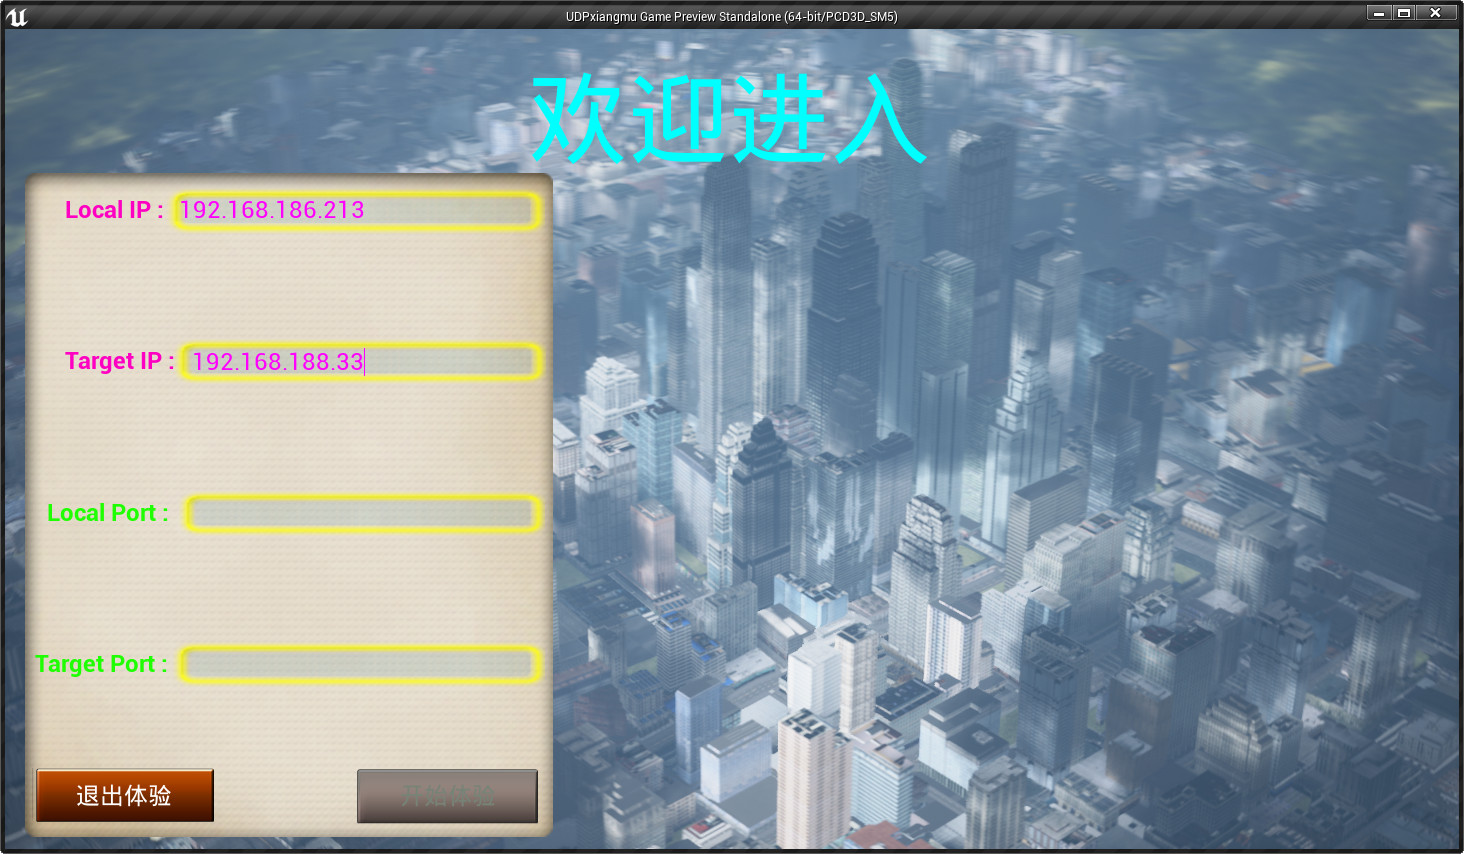 UDPxiangmu Game Preview Standalone (64-bit/PCD3D_SM5)
欢迎进入
Local IP : 192.168.186.213
Target IP : 192.168.188.33
Local Port :
Target Port :
退出体验 开始体验